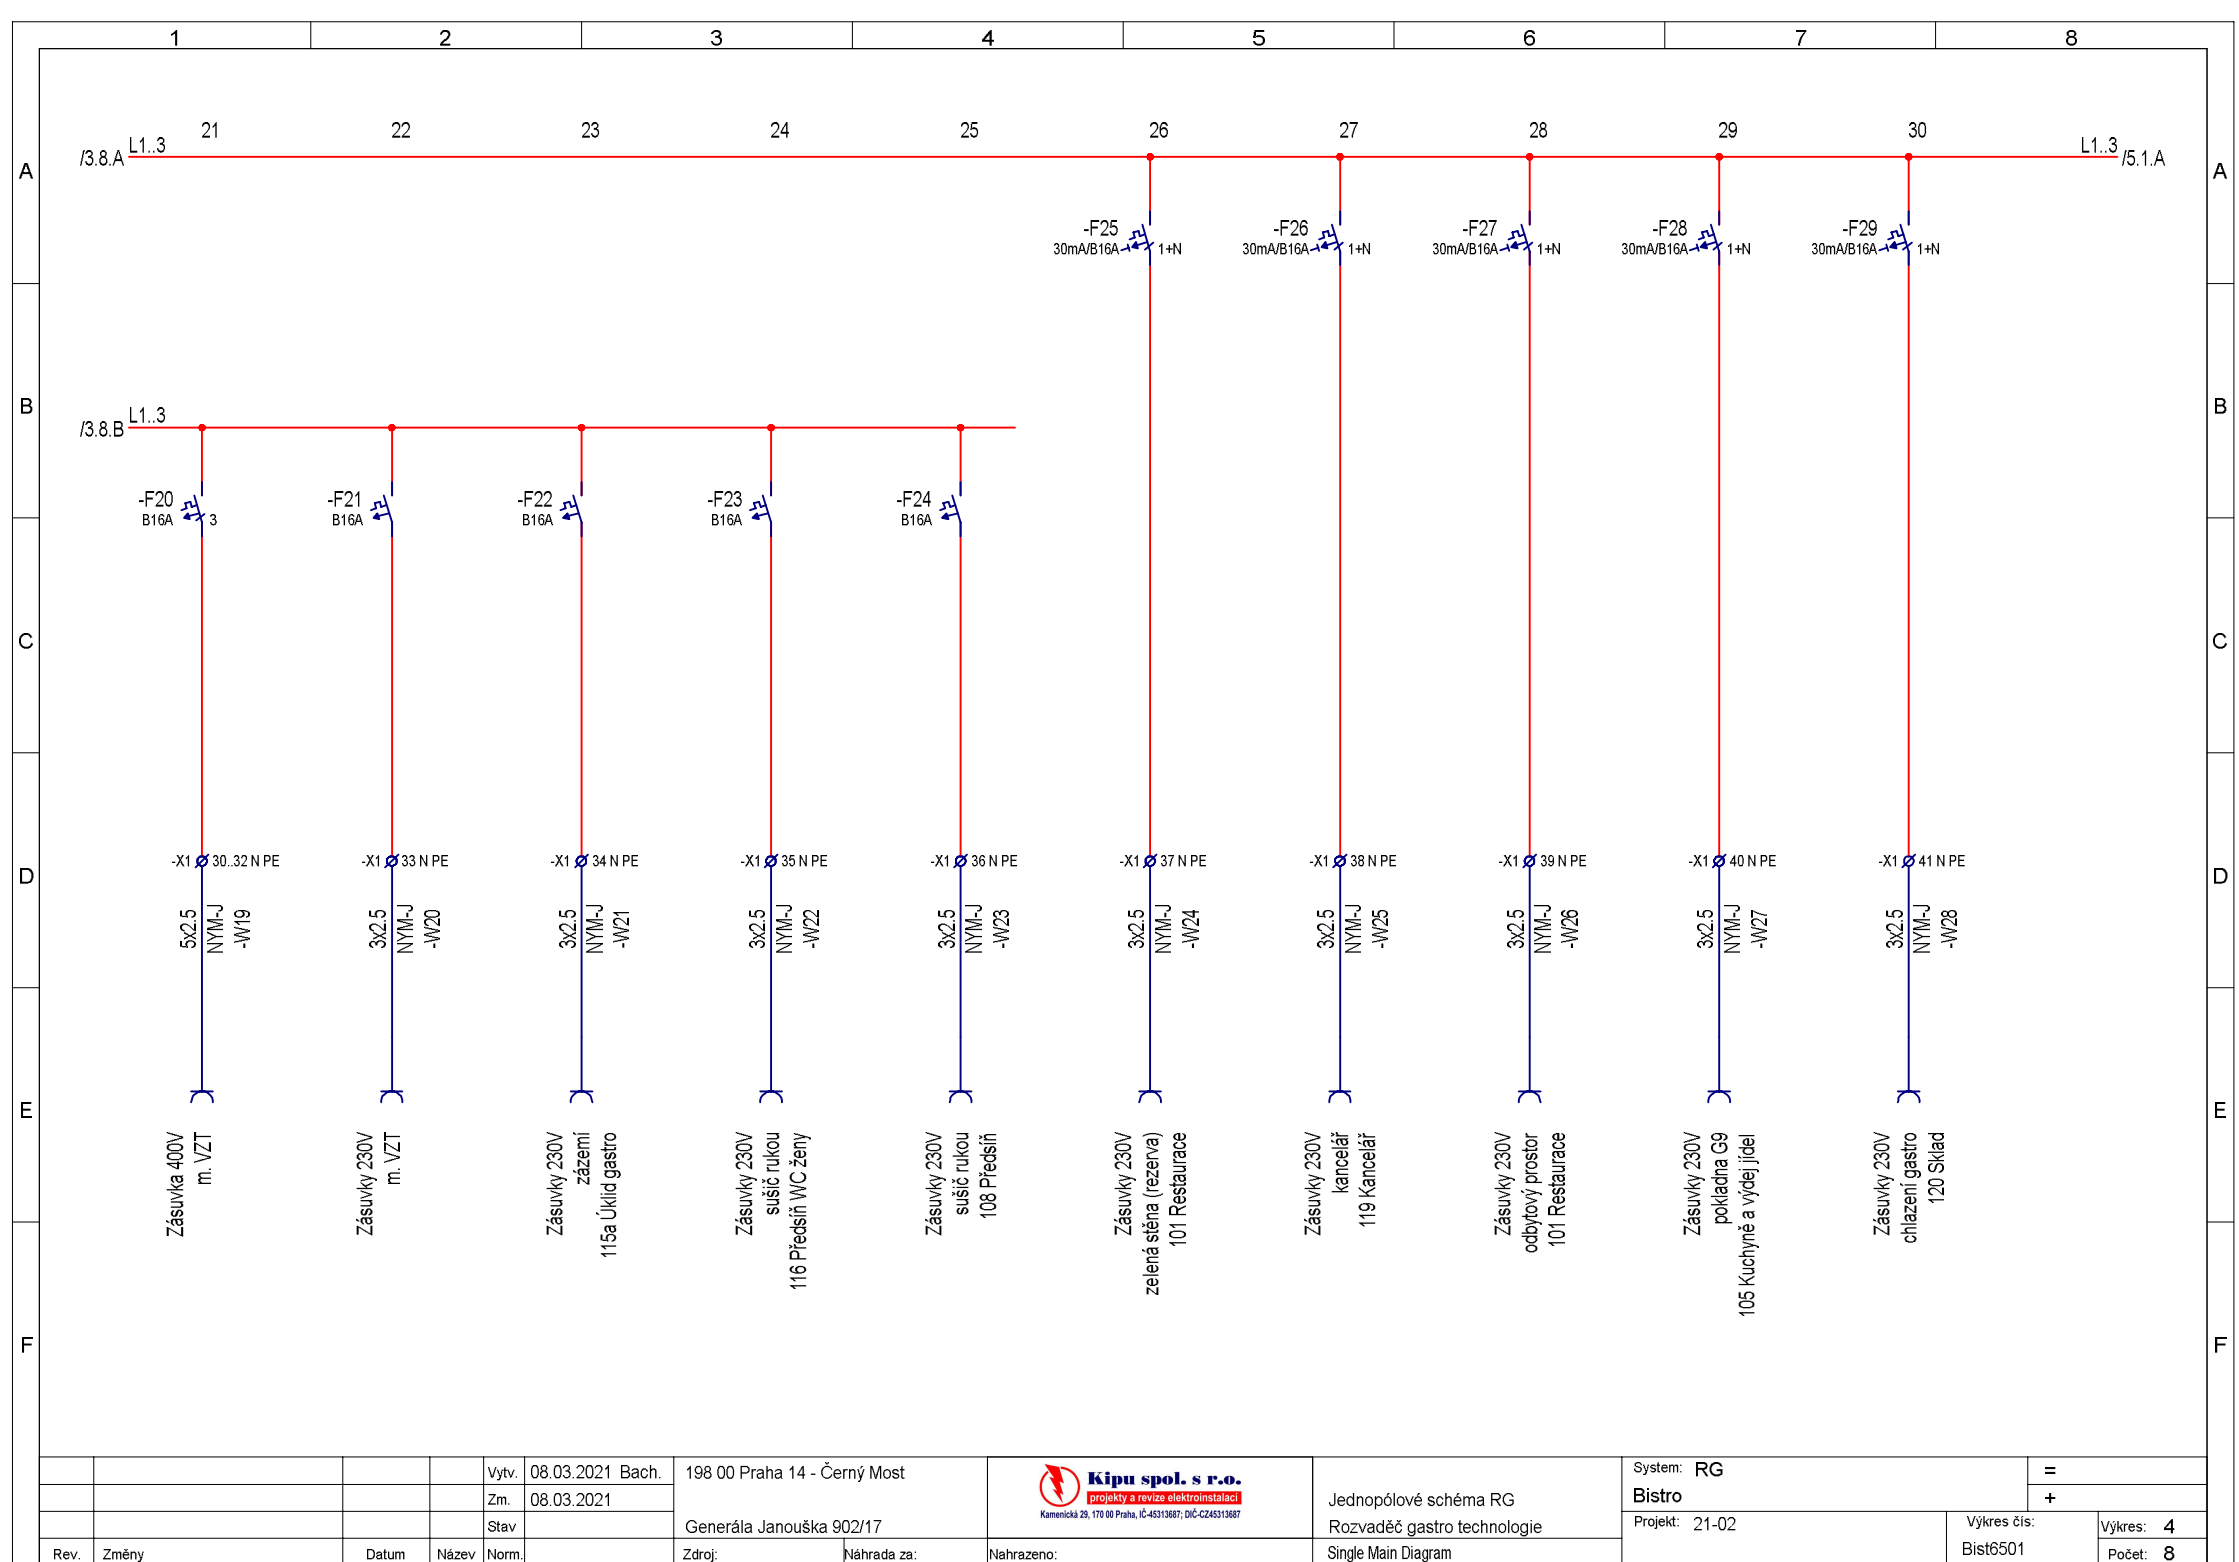 1 2 3 4 5 6 7 8
21 22 23 24 25 26 27 28 29 30
/3.8.A L1..3 L1..3 /5.1.A
A A
-F25 -F26 -F27 -F28 -F29
30mA/B16A 1+N 30mA/B16A 1+N 30mA/B16A 1+N 30mA/B16A 1+N 30mA/B16A 1+N
B B
/3.8.B L1..3
-F20 -F21 -F22 -F23 -F24
B16A 3 B16A B16A B16A B16A
C C
-X1 30..32 N PE -X1 33 N PE -X1 34 N PE -X1 35 N PE -X1 36 N PE -X1 37 N PE -X1 38 N PE -X1 39 N PE -X1 40 N PE -X1 41 N PE
D D
5x2.5
NYM-J
-W19
3x2.5
NYM-J
-W20
3x2.5
NYM-J
-W21
3x2.5
NYM-J
-W22
3x2.5
NYM-J
-W23
3x2.5
NYM-J
-W24
3x2.5
NYM-J
-W25
3x2.5
NYM-J
-W26
3x2.5
NYM-J
-W27
3x2.5
NYM-J
-W28
E E
Zásuvka 400V
m. VZT
Zásuvky 230V
m. VZT
Zásuvky 230V
zázemí
115a Úklid gastro
Zásuvky 230V
sušič rukou
116 Předsíň WC ženy
Zásuvky 230V
sušič rukou
108 Předsíň
Zásuvky 230V
zelená stěna (rezerva)
101 Restaurace
Zásuvky 230V
kancelář
119 Kancelář
Zásuvky 230V
odbytový prostor
101 Restaurace
Zásuvky 230V
pokladna G9
105 Kuchyně a výdej jídel
Zásuvky 230V
chlazení gastro
120 Sklad
F F
Vytv. 08.03.2021 Bach.
Zm. 08.03.2021
Stav
Rev. Změny Datum Název Norm.
198 00 Praha 14 - Černý Most
Generála Janouška 902/17
Zdroj: Náhrada za: Nahrazeno:
Kipu spol. s r.o.
projekty a revize elektroinstalací
Kamenická 29, 170 00 Praha, IČ-45313687; DIČ-CZ45313687
Jednopólové schéma RG
Rozvaděč gastro technologie
Single Main Diagram
System: RG
Bistro
=
+
Projekt: 21-02
Výkres čís:
Bist6501
Výkres: 4
Počet: 8